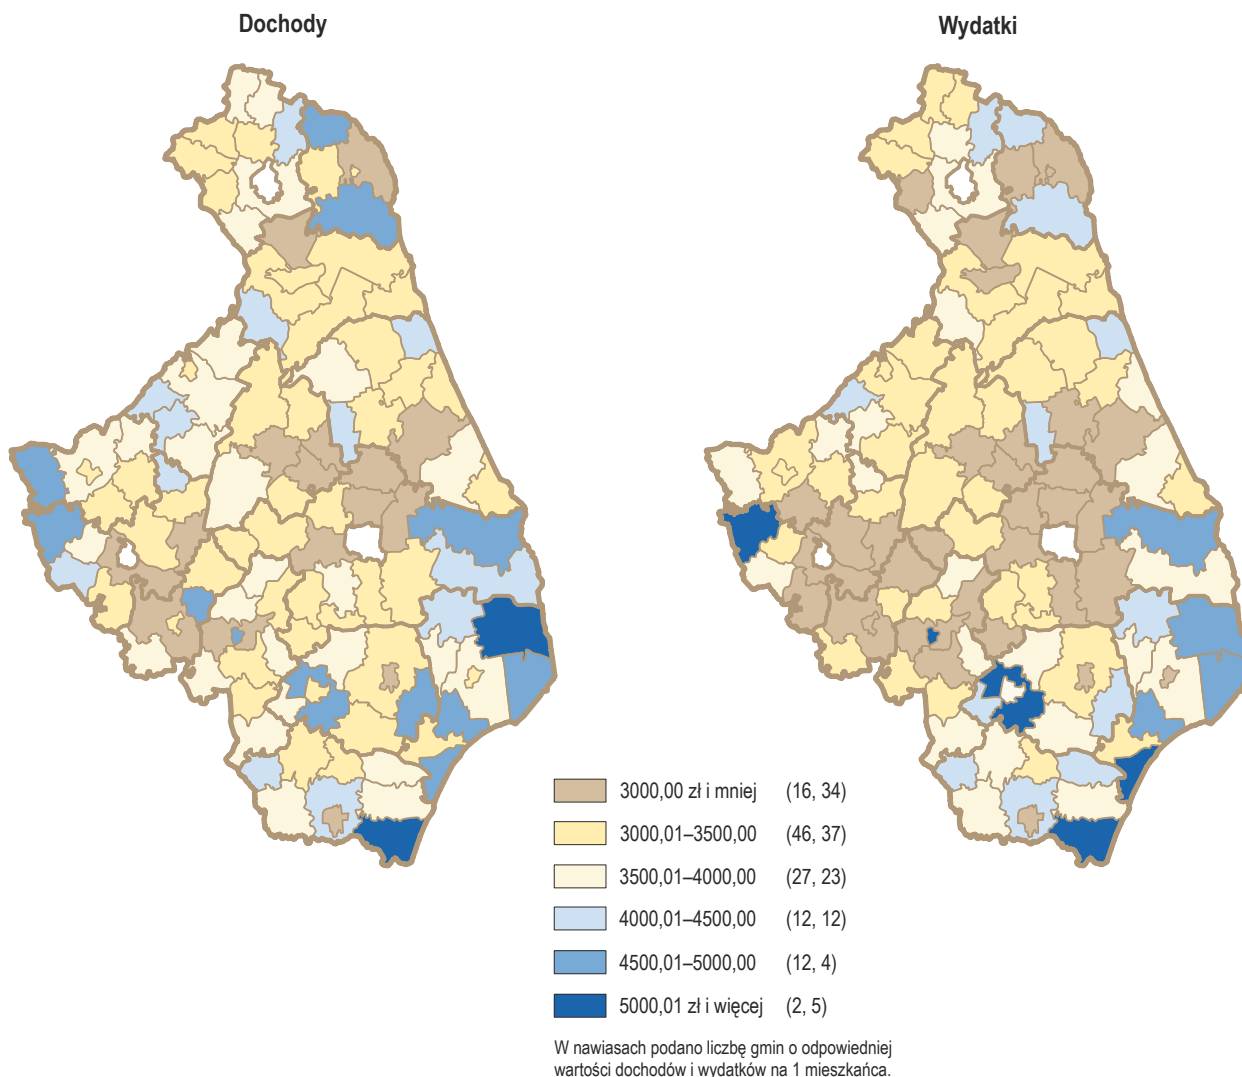 Dochody
Wydatki
3000,00 zł i mniej (16, 34)
3000,01–3500,00 (46, 37)
3500,01–4000,00 (27, 23)
4000,01–4500,00 (12, 12)
4500,01–5000,00 (12, 4)
5000,01 zł i więcej (2, 5)
W nawiasach podano liczbę gmin o odpowiedniej
wartości dochodów i wydatków na 1 mieszkańca.